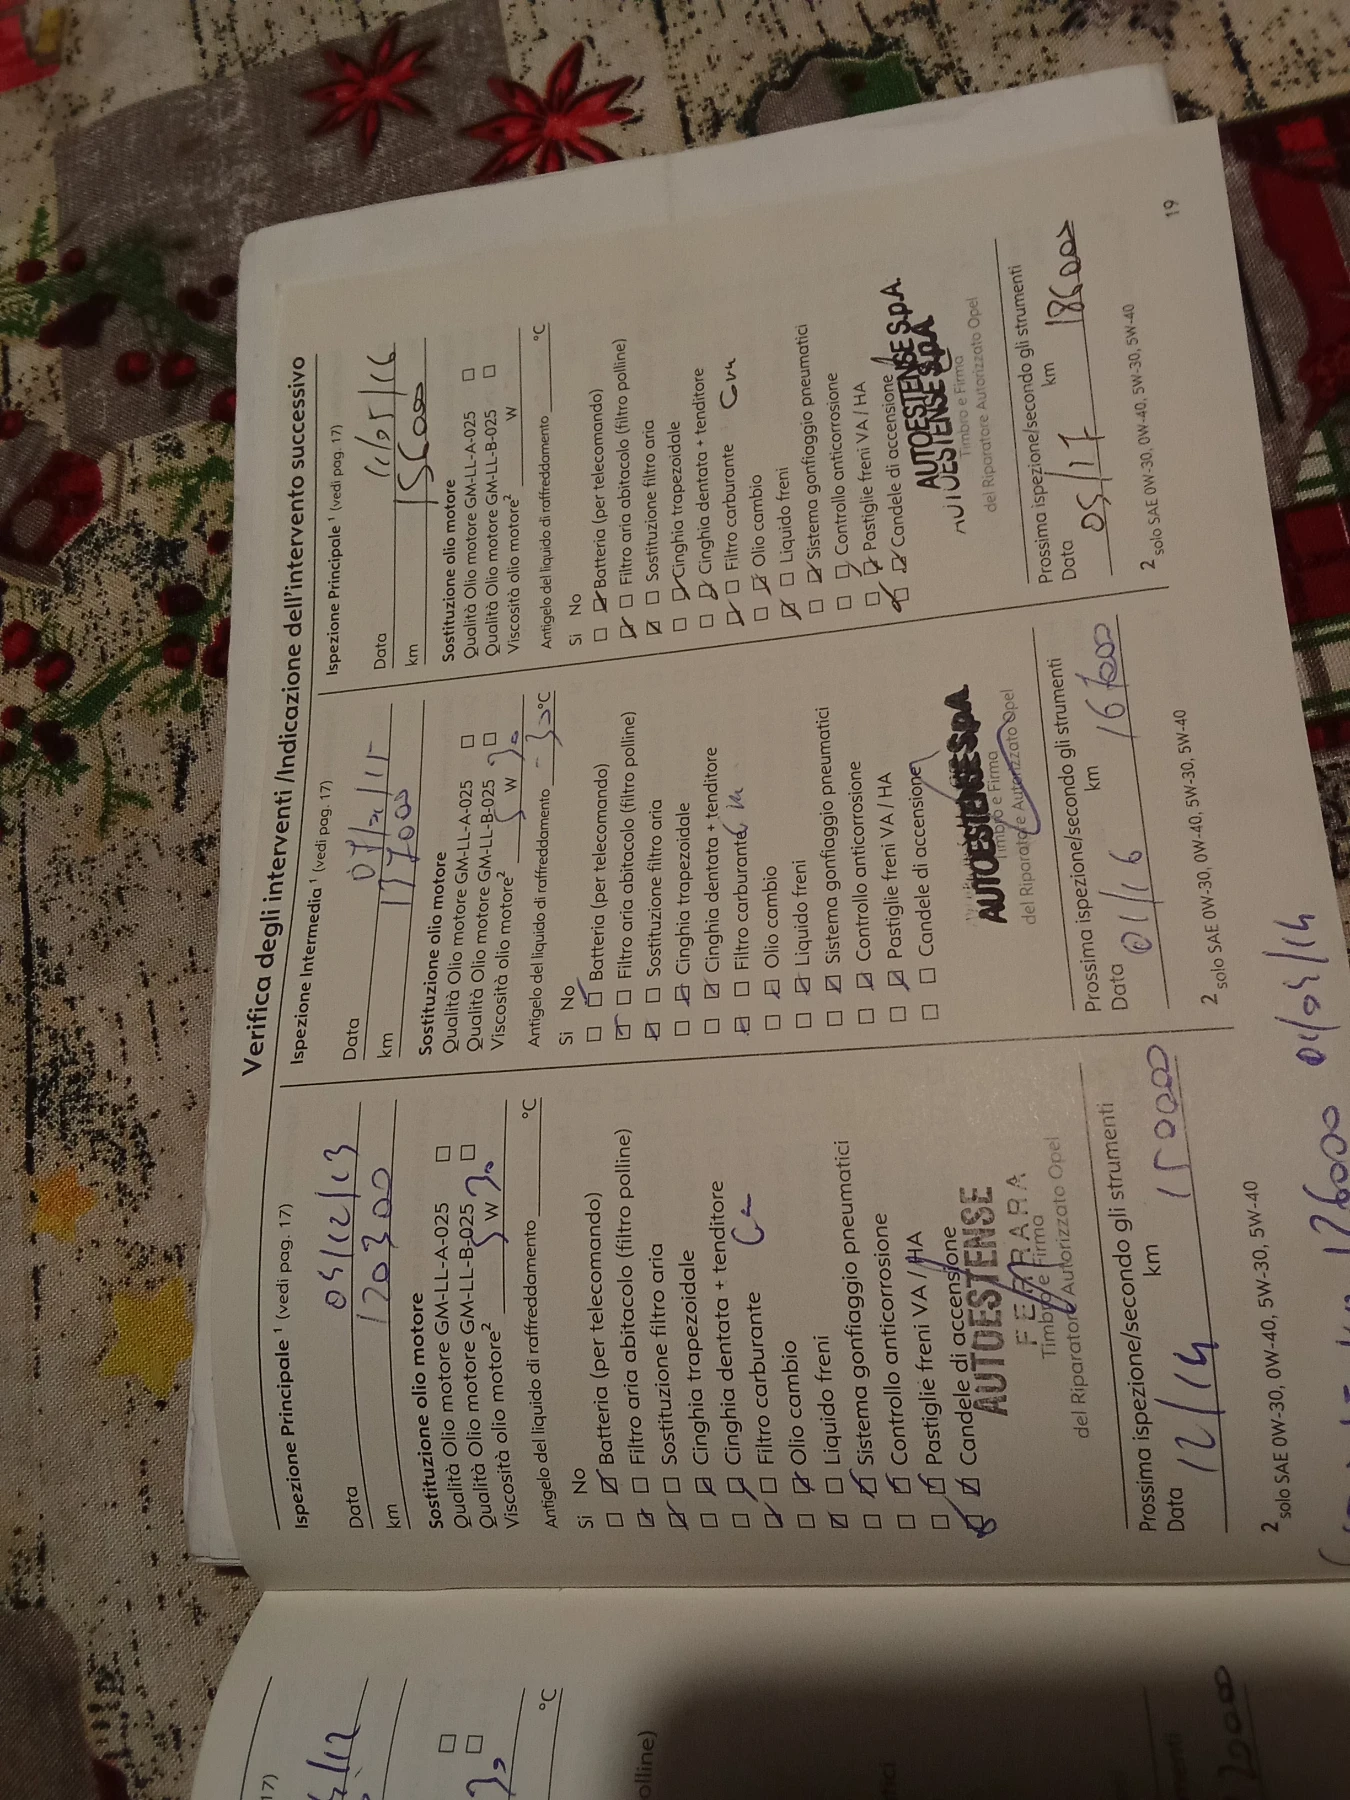 Verifica degli interventi /Indicazione dell'intervento successivo
Ispezione Principale ¹ (vedi pag. 17)
Data 05/12/13
km 120300
Sostituzione olio motore
Qualità Olio motore GM-LL-A-025 ☐
Qualità Olio motore GM-LL-B-025 ☐
Viscosità olio motore² 5 W 30
Antigelo del liquido di raffreddamento °C
Si No
Batteria (per telecomando)
Filtro aria abitacolo (filtro polline)
Sostituzione filtro aria
Cinghia trapezoidale
Cinghia dentata + tenditore
Filtro carburante
Olio cambio
Liquido freni
Sistema gonfiaggio pneumatici
Controllo anticorrosione
Pastiglie freni VA / HA
Candele di accensione
AUTOESTENSE
FERRARA
Timbro e Firma
del Riparatore Autorizzato Opel
Prossima ispezione/secondo gli strumenti
Data km
12/14 150000
² solo SAE 0W-30, 0W-40, 5W-30, 5W-40
Ispezione Intermedia ¹ (vedi pag. 17)
Data
km
Sostituzione olio motore
Qualità Olio motore GM-LL-A-025 ☐
Qualità Olio motore GM-LL-B-025 ☐
Viscosità olio motore² 5 W 30
Antigelo del liquido di raffreddamento -30 °C
Si No
Batteria (per telecomando)
Filtro aria abitacolo (filtro polline)
Sostituzione filtro aria
Cinghia trapezoidale
Cinghia dentata + tenditore
Filtro carburante
Olio cambio
Liquido freni
Sistema gonfiaggio pneumatici
Controllo anticorrosione
Pastiglie freni VA / HA
Candele di accensione
AUTOESTENSE S.p.A.
Timbro e Firma
del Riparatore Autorizzato Opel
Prossima ispezione/secondo gli strumenti
Data km
01/16 167000
² solo SAE 0W-30, 0W-40, 5W-30, 5W-40
Ispezione Principale ¹ (vedi pag. 17)
Data 11/05/16
km 156000
Sostituzione olio motore
Qualità Olio motore GM-LL-A-025 ☐
Qualità Olio motore GM-LL-B-025 ☐
Viscosità olio motore² W
Antigelo del liquido di raffreddamento °C
Si No
Batteria (per telecomando)
Filtro aria abitacolo (filtro polline)
Sostituzione filtro aria
Cinghia trapezoidale
Cinghia dentata + tenditore
Filtro carburante
Olio cambio
Liquido freni
Sistema gonfiaggio pneumatici
Controllo anticorrosione
Pastiglie freni VA / HA
Candele di accensione
AUTOESTENSE S.p.A.
AUTOESTENSE S.p.A.
Timbro e Firma
del Riparatore Autorizzato Opel
Prossima ispezione/secondo gli strumenti
Data km
05/17 186000
² solo SAE 0W-30, 0W-40, 5W-30, 5W-40
19
126000 01/04/14